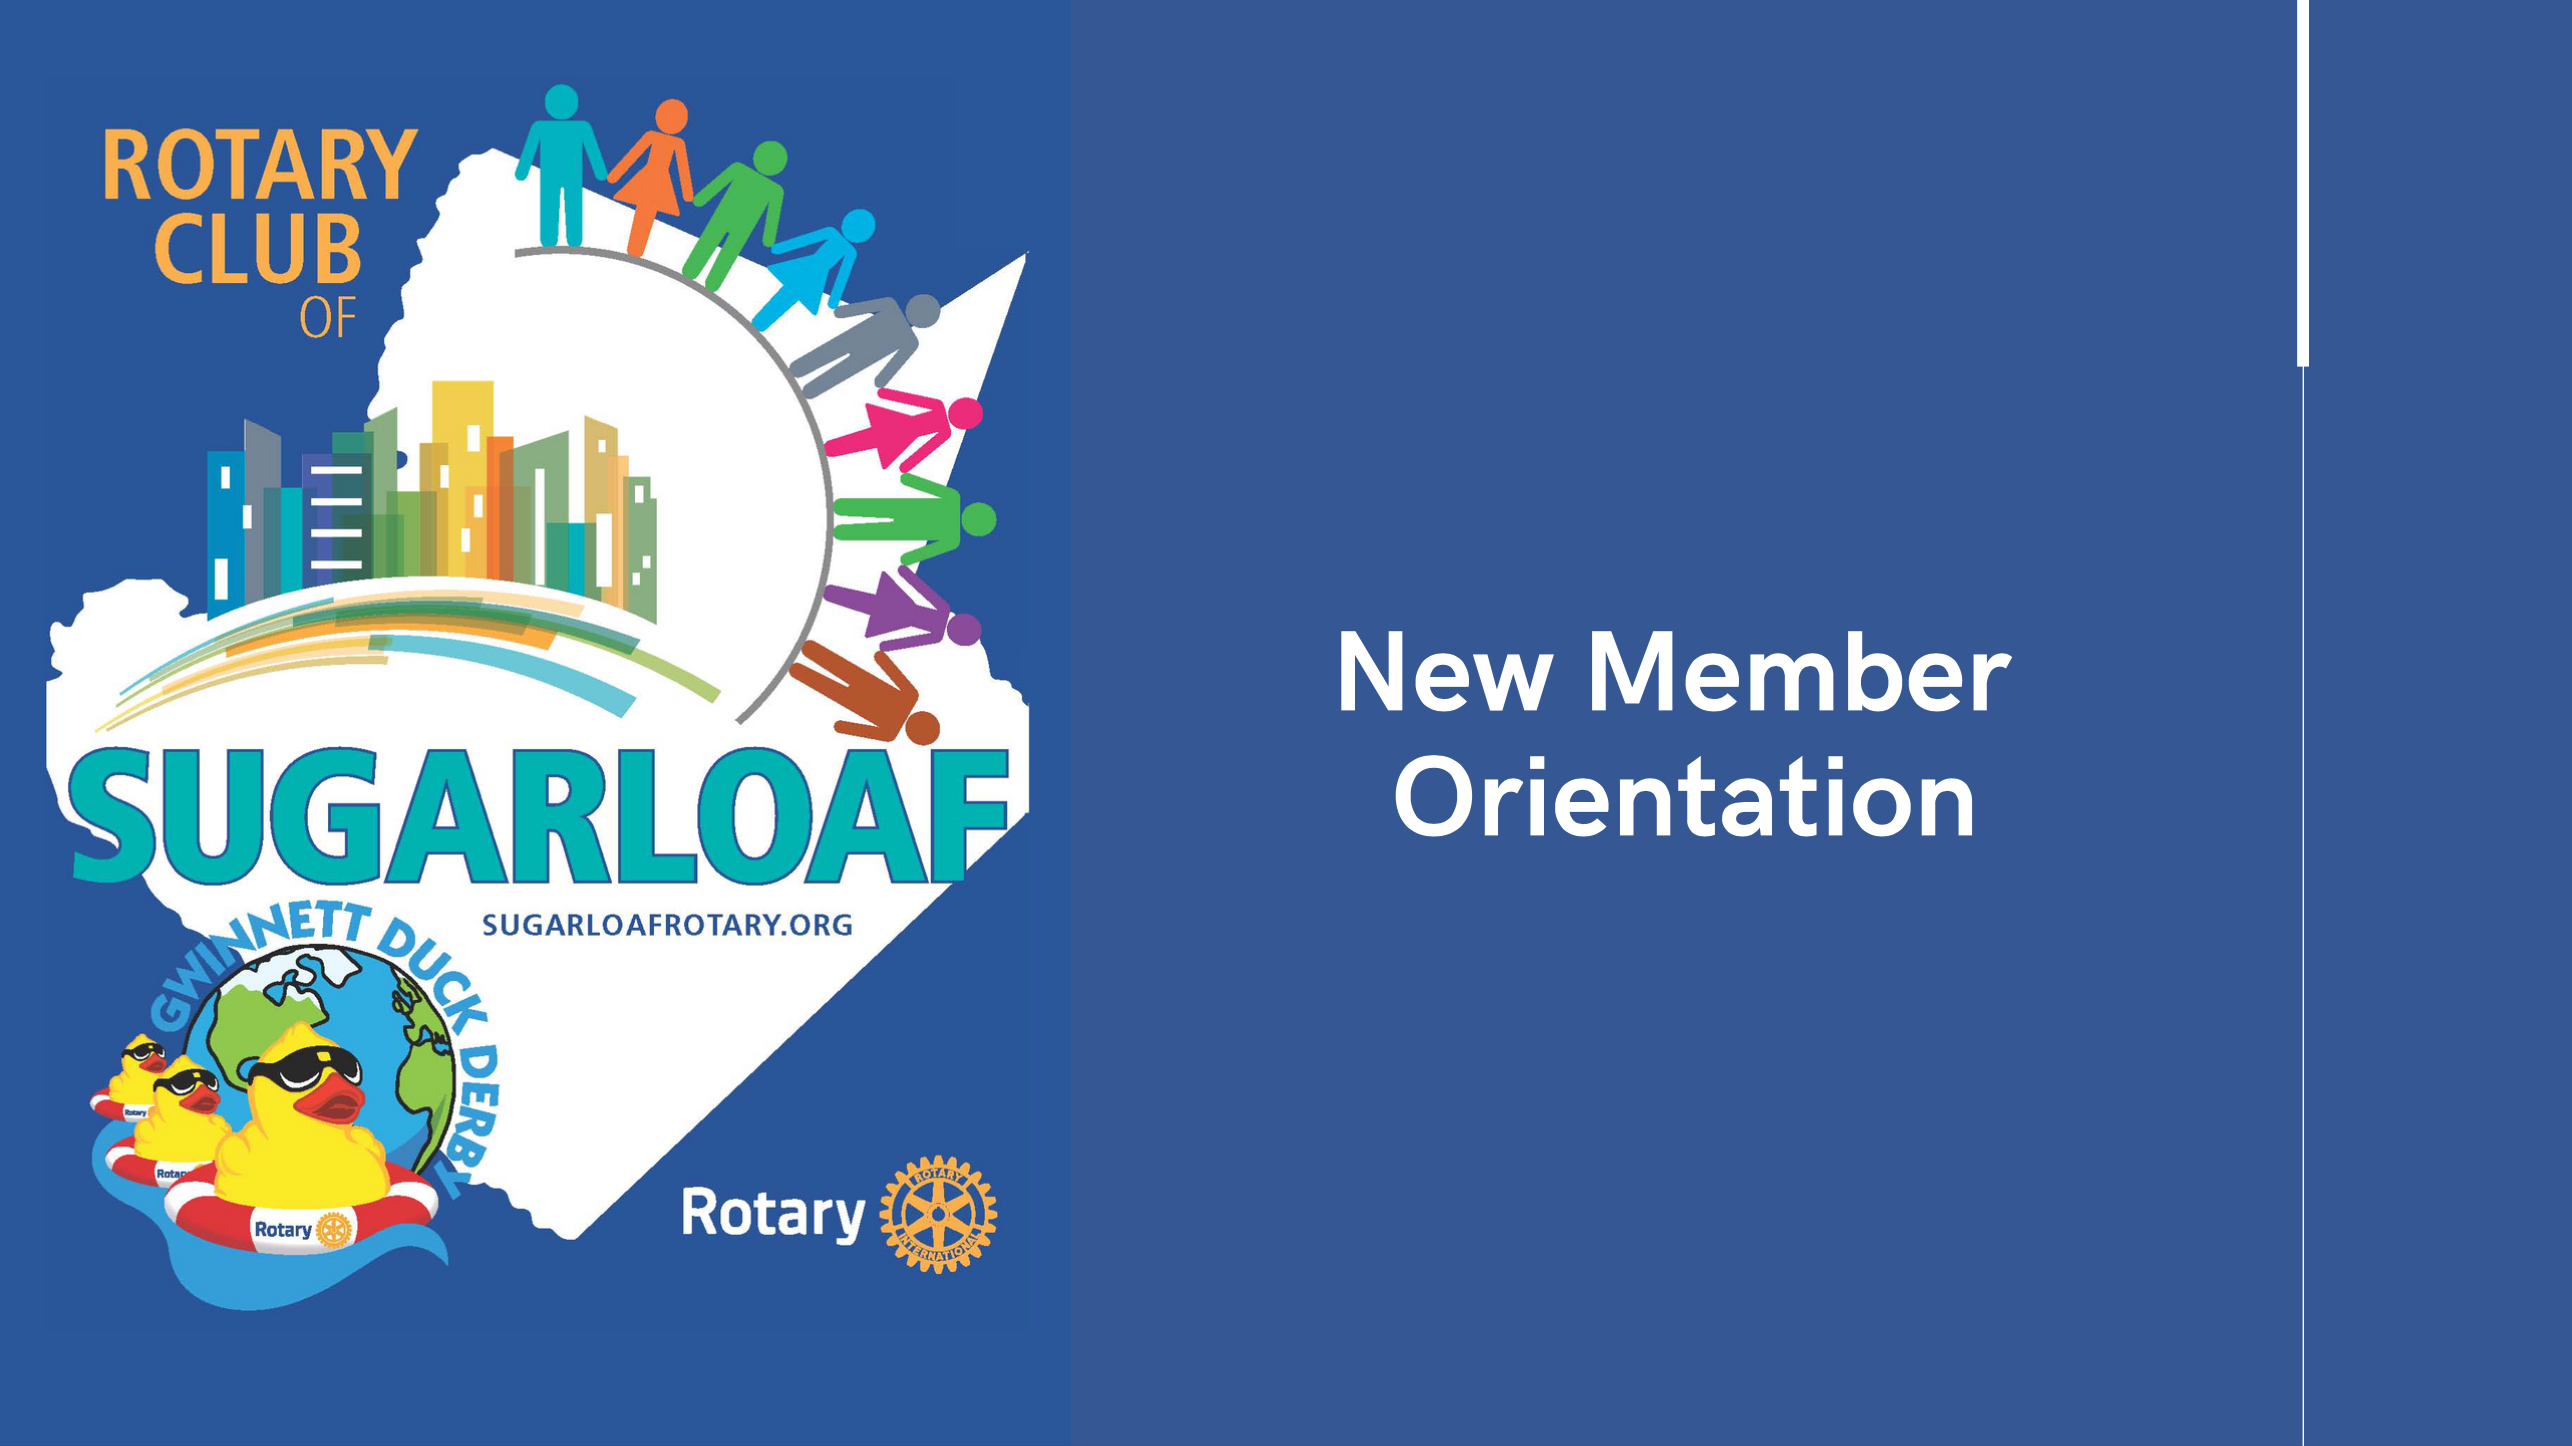 ROTARY
CLUB
OF
SUGARLOAF
SUGARLOAFROTARY.ORG
GWINNETT DUCK DERBY
Rotary
Rotary
Rotary
Rotary
ROTARY
INTERNATIONAL
New Member
Orientation